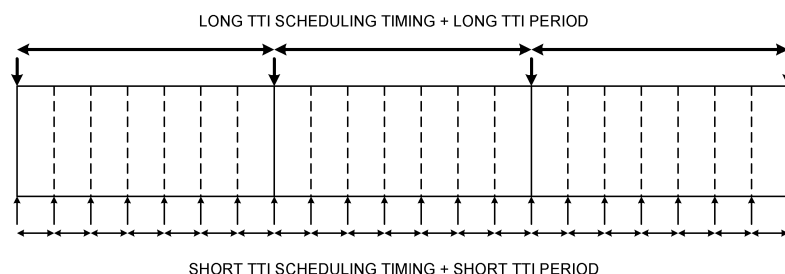 LONG TTI SCHEDULING TIMING + LONG TTI PERIOD
SHORT TTI SCHEDULING TIMING + SHORT TTI PERIOD